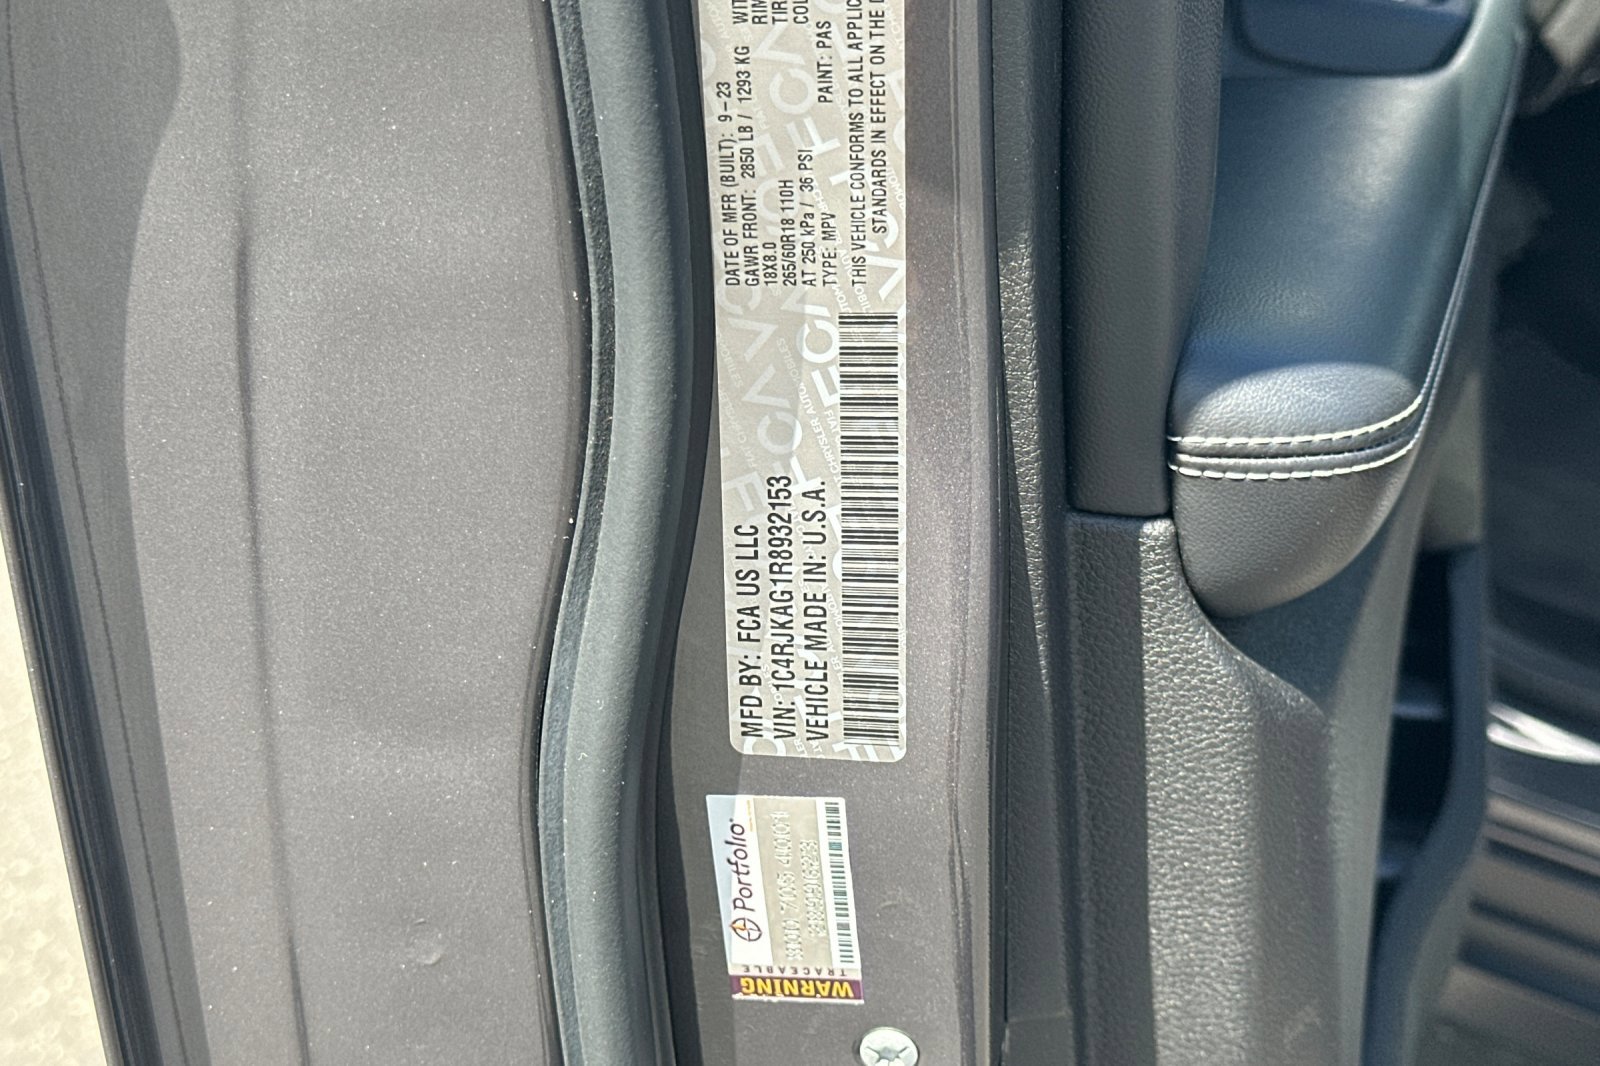 MFD BY: FCA US LLC
VIN: 1C4RJKAG1R8932153
VEHICLE MADE IN: U.S.A.
DATE OF MFR (BUILT): 9-23
GAWR FRONT: 2850 LB / 1293 KG
18X8.0
265/60R18 110H
AT 250 kPa / 36 PSI
TYPE: MPV
PAINT: PAS
THIS VEHICLE CONFORMS TO ALL
STANDARDS IN EFFECT ON THE
Portfolio
TRACEABLE
WARNING